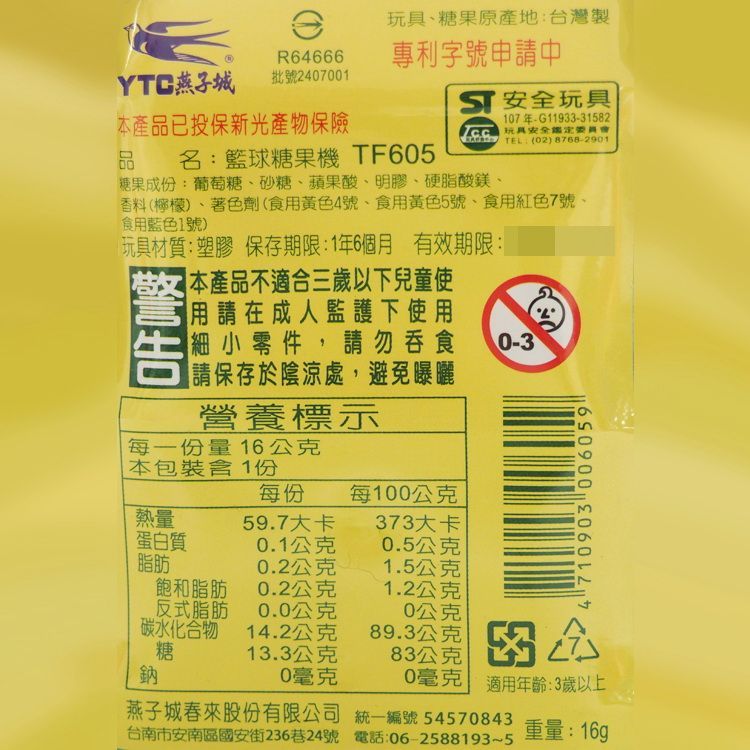 YTC燕子城®
R64666
批號2407001
玩具、糖果原產地:台灣製
專利字號申請中
本產品已投保新光產物保險
ST 安全玩具
107年-G11933-31582
玩具安全鑑定委員會
TEL:(02)8768-2901
品名:籃球糖果機 TF605
糖果成份:葡萄糖、砂糖、蘋果酸、明膠、硬脂酸鎂、
香料(檸檬)、著色劑(食用黃色4號、食用黃色5號、食用紅色7號、
食用藍色1號)
玩具材質:塑膠 保存期限:1年6個月 有效期限:
警告
本產品不適合三歲以下兒童使
用請在成人監護下使用
細小零件,請勿吞食
請保存於陰涼處,避免曝曬
0-3
營養標示
每一份量16公克
本包裝含1份
每份 每100公克
熱量 59.7大卡 373大卡
蛋白質 0.1公克 0.5公克
脂肪 0.2公克 1.5公克
飽和脂肪 0.2公克 1.2公克
反式脂肪 0.0公克 0公克
碳水化合物 14.2公克 89.3公克
糖 13.3公克 83公克
鈉 0毫克 0毫克
4 710903 006059
7
適用年齡:3歲以上
燕子城春來股份有限公司 統一編號 54570843
台南市安南區國安街236巷24號 電話:06-2588193~5 重量:16g